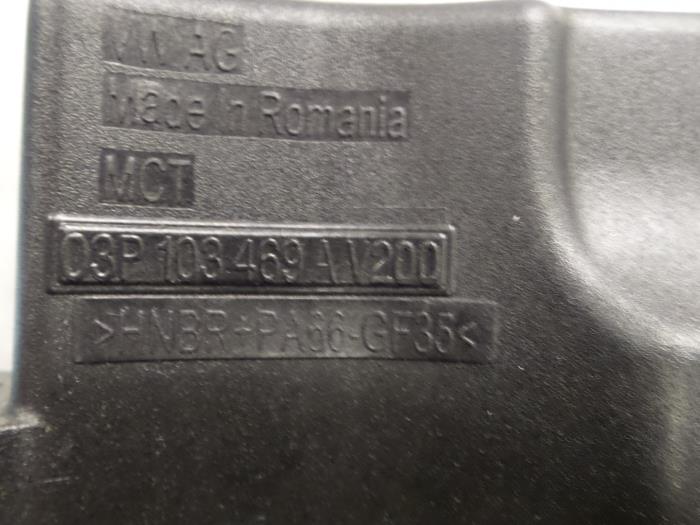 VW AG
Made in Romania
MCT
03P 103 469 A V200
>HNBR+PA66-GF35<